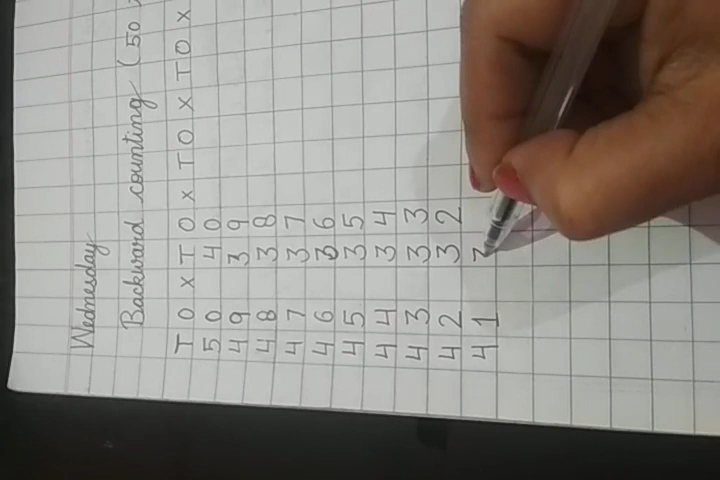 Wednesday
Backward counting (50
T O x T O x T O x T O x T O x
5 0 4 0
4 9 3 9
4 8 3 8
4 7 3 7
4 6 3 6
4 5 3 5
4 4 3 4
4 3 3 3
4 2 3 2
4 1 3